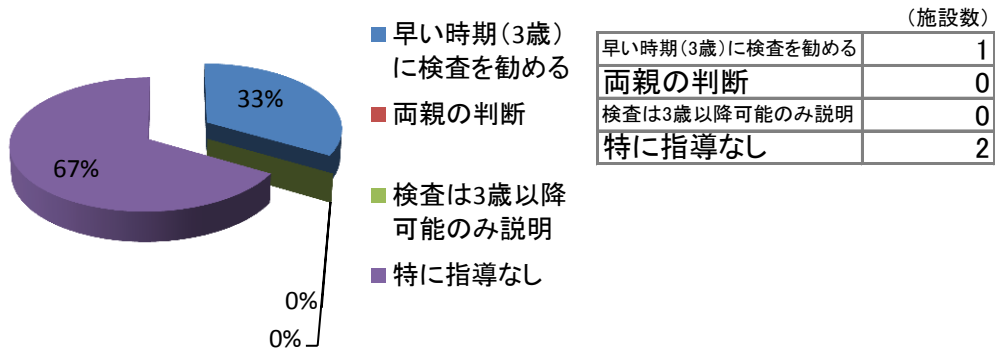 33%
67%
0%
0%
早い時期(3歳)
に検査を勧める
両親の判断
検査は3歳以降
可能のみ説明
特に指導なし
(施設数)
早い時期(3歳)に検査を勧める 1
両親の判断 0
検査は3歳以降可能のみ説明 0
特に指導なし 2